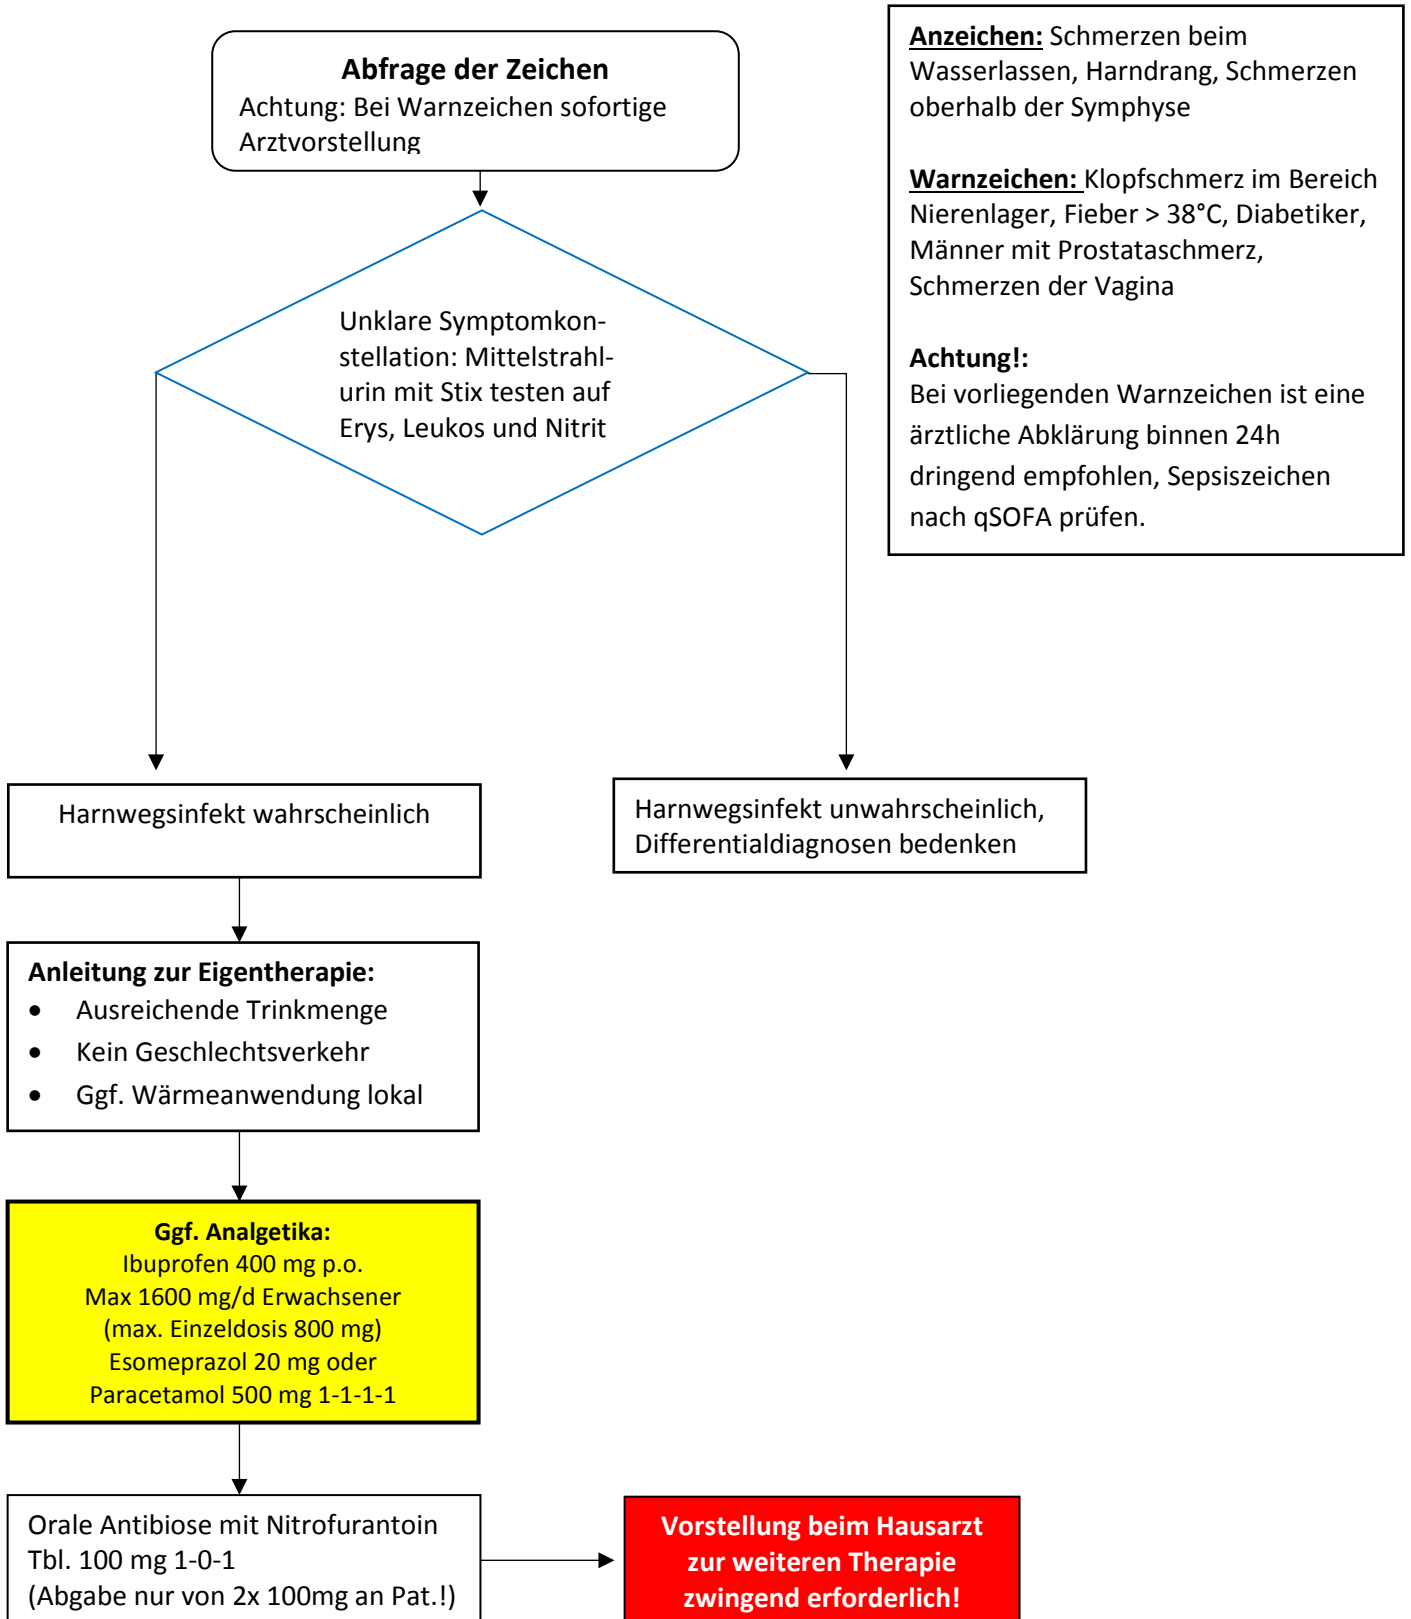 Abfrage der Zeichen
Achtung: Bei Warnzeichen sofortige
Arztvorstellung
Anzeichen: Schmerzen beim
Wasserlassen, Harndrang, Schmerzen
oberhalb der Symphyse
Warnzeichen: Klopfschmerz im Bereich
Nierenlager, Fieber > 38°C, Diabetiker,
Männer mit Prostataschmerz,
Schmerzen der Vagina
Achtung!:
Bei vorliegenden Warnzeichen ist eine
ärztliche Abklärung binnen 24h
dringend empfohlen, Sepsiszeichen
nach qSOFA prüfen.
Unklare Symptomkon-
stellation: Mittelstrahl-
urin mit Stix testen auf
Erys, Leukos und Nitrit
Harnwegsinfekt wahrscheinlich
Harnwegsinfekt unwahrscheinlich,
Differentialdiagnosen bedenken
Anleitung zur Eigentherapie:
• Ausreichende Trinkmenge
• Kein Geschlechtsverkehr
• Ggf. Wärmeanwendung lokal
Ggf. Analgetika:
Ibuprofen 400 mg p.o.
Max 1600 mg/d Erwachsener
(max. Einzeldosis 800 mg)
Esomeprazol 20 mg oder
Paracetamol 500 mg 1-1-1-1
Orale Antibiose mit Nitrofurantoin
Tbl. 100 mg 1-0-1
(Abgabe nur von 2x 100mg an Pat.!)
Vorstellung beim Hausarzt
zur weiteren Therapie
zwingend erforderlich!